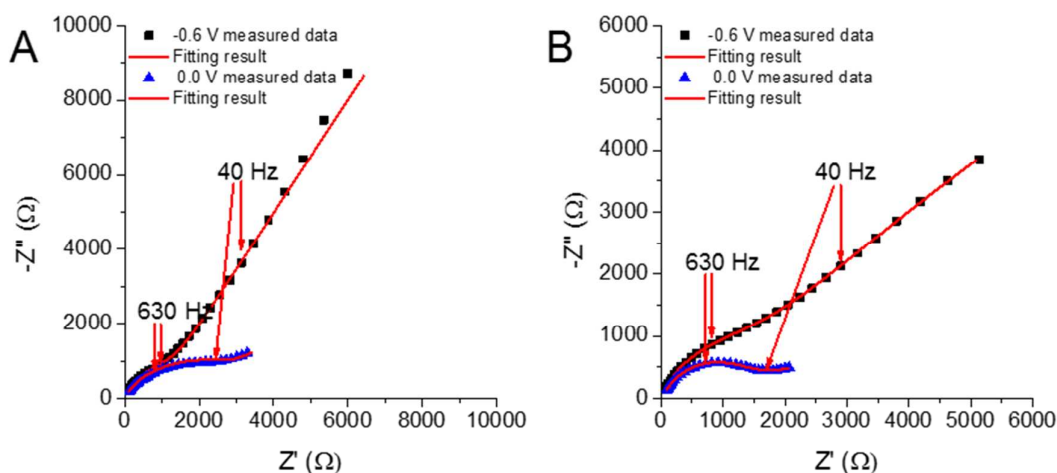 A
10000
8000
6000
4000
2000
0
-Z" (Ω)
-0.6 V measured data
Fitting result
0.0 V measured data
Fitting result
40 Hz
630 Hz
0 2000 4000 6000 8000 10000
Z' (Ω)
B
6000
5000
4000
3000
2000
1000
0
-Z" (Ω)
-0.6 V measured data
Fitting result
0.0 V measured data
Fitting result
40 Hz
630 Hz
0 1000 2000 3000 4000 5000 6000
Z' (Ω)